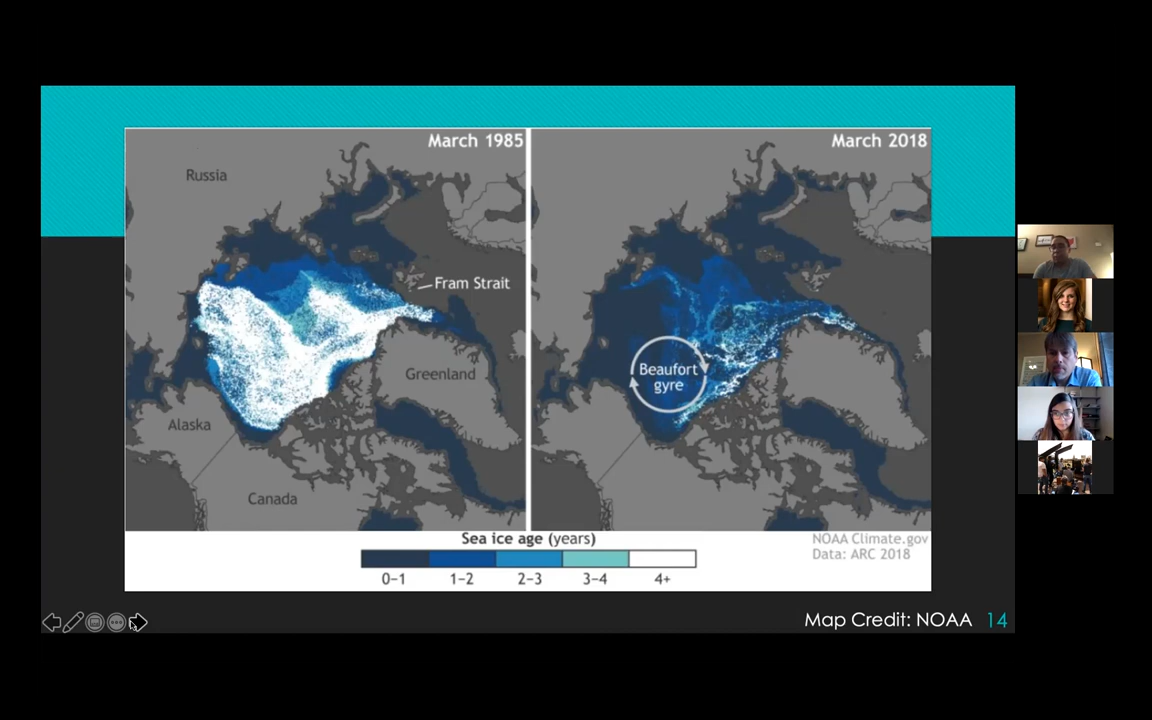 March 1985
March 2018
Russia
Fram Strait
Greenland
Beaufort
gyre
Alaska
Canada
Sea ice age (years)
0–1 1–2 2–3 3–4 4+
NOAA Climate.gov
Data: ARC 2018
Map Credit: NOAA 14